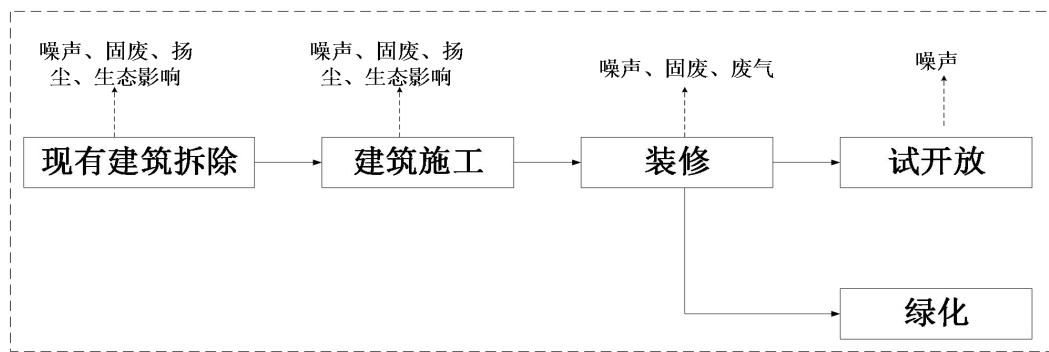 噪声、固废、扬
尘、生态影响
噪声、固废、扬
尘、生态影响
噪声、固废、废气
噪声
现有建筑拆除
建筑施工
装修
试开放
绿化